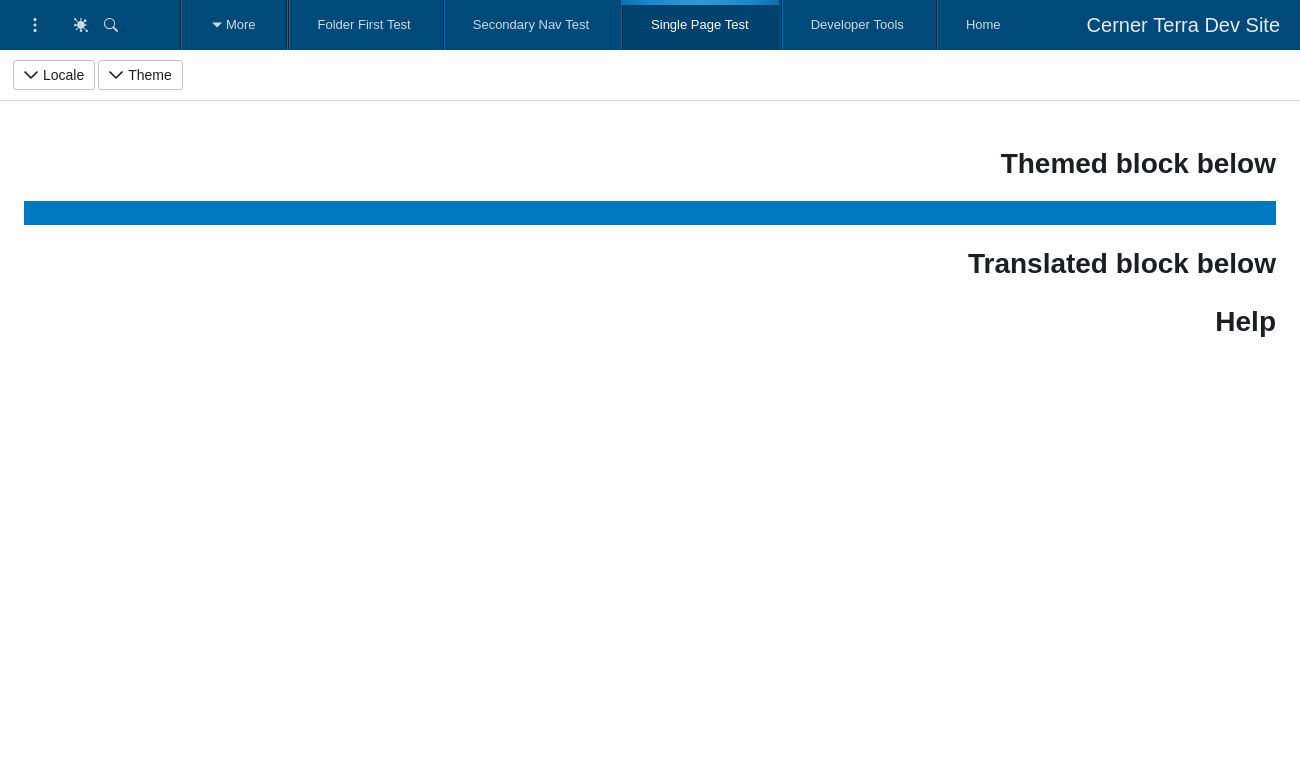 More Folder First Test Secondary Nav Test Single Page Test Developer Tools Home Cerner Terra Dev Site
Locale Theme
Themed block below
Translated block below
Help